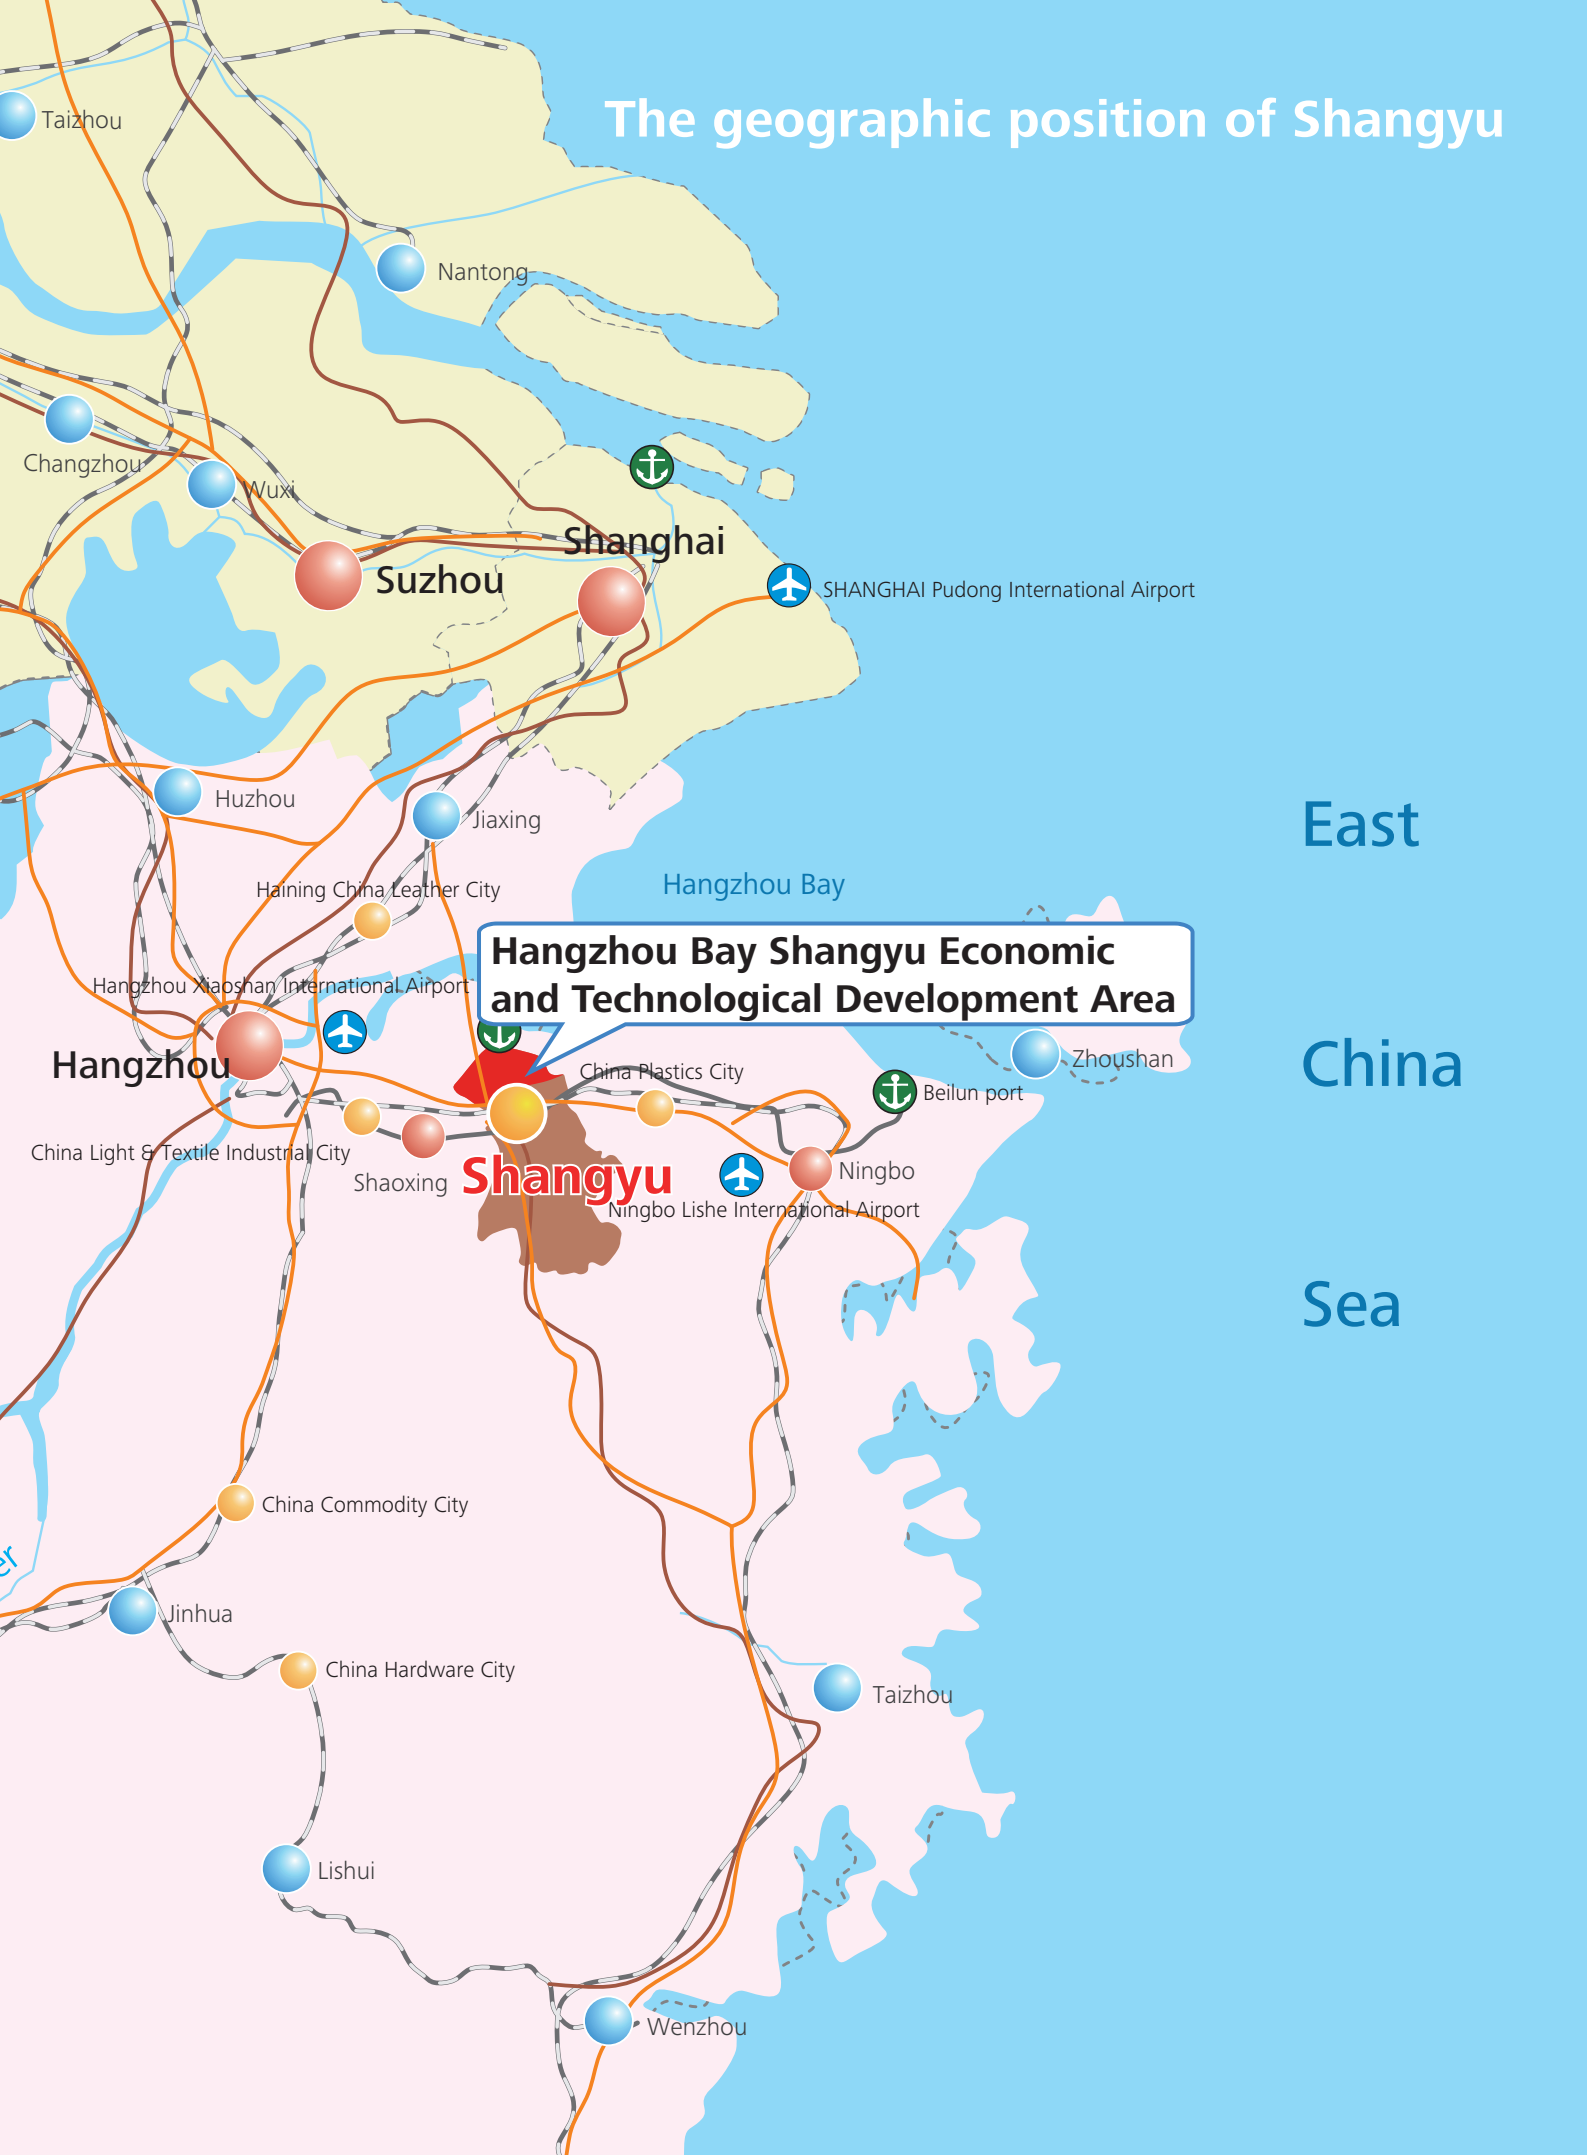 The geographic position of Shangyu
Taizhou
Nantong
Changzhou
Wuxi
Shanghai
Suzhou
SHANGHAI Pudong International Airport
Huzhou
Jiaxing
East
Haining China Leather City
Hangzhou Bay
Hangzhou Bay Shangyu Economic
and Technological Development Area
Hangzhou Xiaoshan International Airport
Hangzhou
China Plastics City
Zhoushan
China
Beilun port
China Light & Textile Industrial City
Shaoxing
Shangyu
Ningbo
Ningbo Lishe International Airport
Sea
China Commodity City
er
Jinhua
China Hardware City
Taizhou
Lishui
Wenzhou